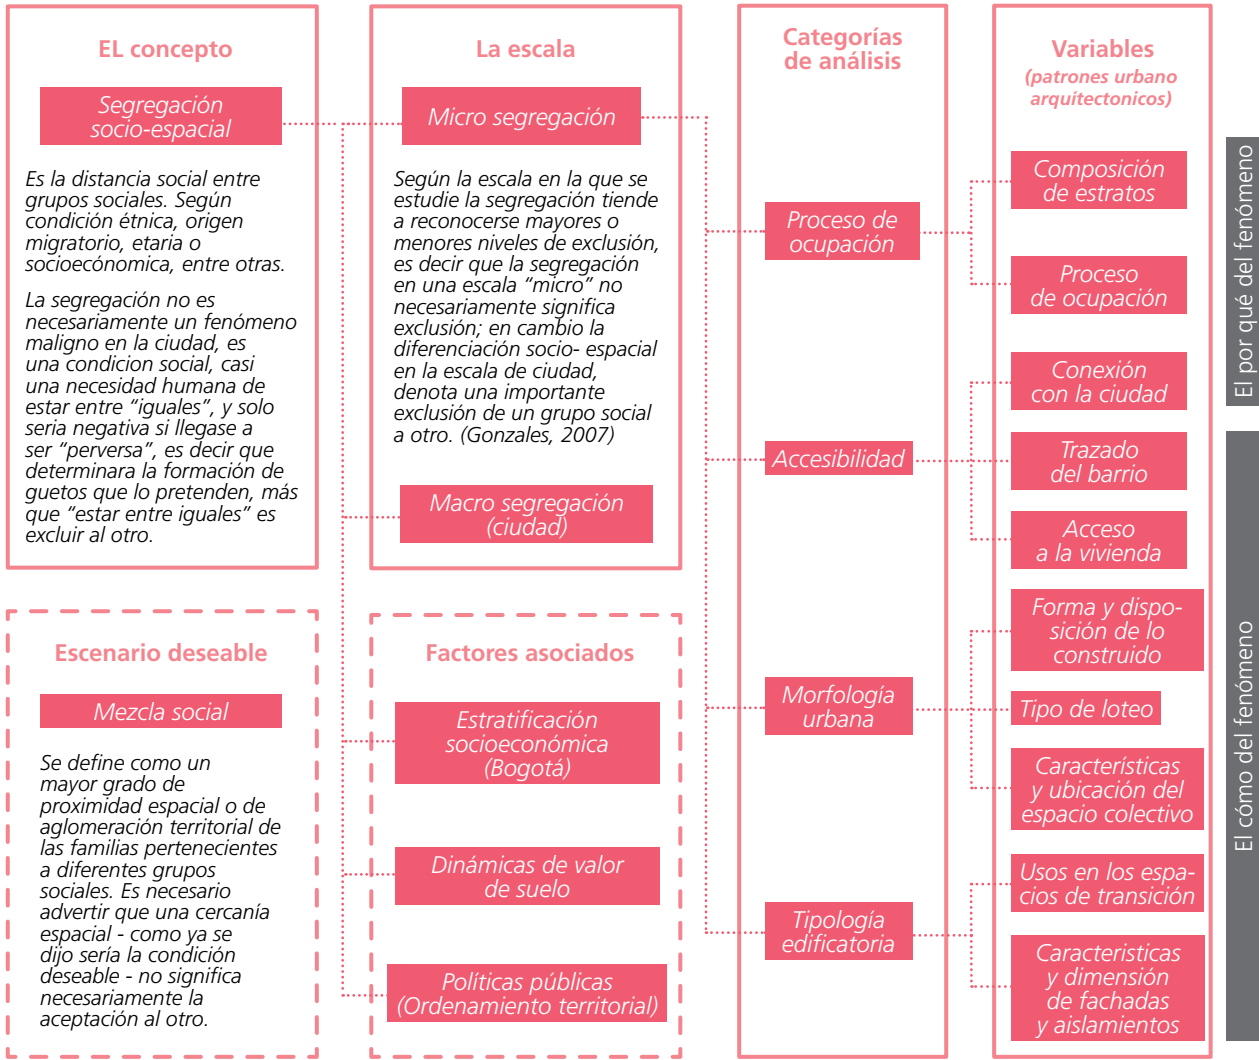 EL concepto
Segregación
socio-espacial
Es la distancia social entre
grupos sociales. Según
condición étnica, origen
migratorio, etaria o
socioecónomica, entre otras.
La segregación no es
necesariamente un fenómeno
maligno en la ciudad, es
una condicion social, casi
una necesidad humana de
estar entre “iguales”, y solo
seria negativa si llegase a
ser “perversa”, es decir que
determinara la formación de
guetos que lo pretenden, más
que “estar entre iguales” es
excluir al otro.
Escenario deseable
Mezcla social
Se define como un
mayor grado de
proximidad espacial o de
aglomeración territorial de
las familias pertenecientes
a diferentes grupos
sociales. Es necesario
advertir que una cercanía
espacial - como ya se
dijo sería la condición
deseable - no significa
necesariamente la
aceptación al otro.
La escala
Micro segregación
Según la escala en la que se
estudie la segregación tiende
a reconocerse mayores o
menores niveles de exclusión,
es decir que la segregación
en una escala “micro” no
necesariamente significa
exclusión; en cambio la
diferenciación socio- espacial
en la escala de ciudad,
denota una importante
exclusión de un grupo social
a otro. (Gonzales, 2007)
Macro segregación
(ciudad)
Factores asociados
Estratificación
socioeconómica
(Bogotá)
Dinámicas de valor
de suelo
Políticas públicas
(Ordenamiento territorial)
Categorías
de análisis
Proceso de
ocupación
Accesibilidad
Morfología
urbana
Tipología
edificatoria
Variables
(patrones urbano
arquitectonicos)
Composición
de estratos
Proceso
de ocupación
Conexión
con la ciudad
Trazado
del barrio
Acceso
a la vivienda
Forma y dispo-
sición de lo
construido
Tipo de loteo
Características
y ubicación del
espacio colectivo
Usos en los espa-
cios de transición
Caracteristicas
y dimensión
de fachadas
y aislamientos
El por qué del fenómeno
El cómo del fenómeno